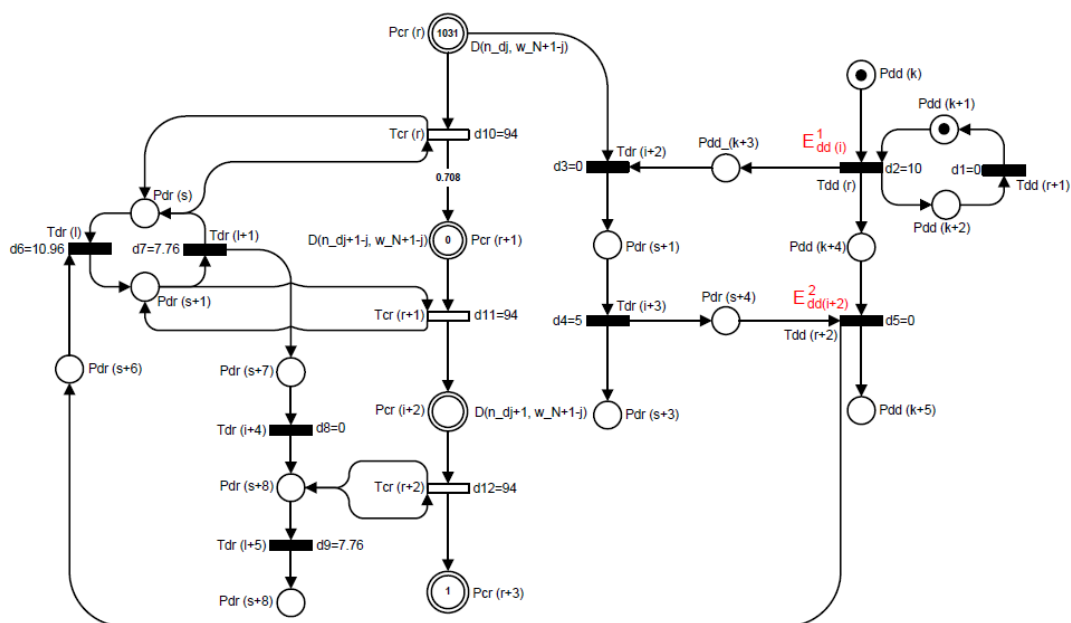 Pcr (r)
1031
D(n_dj, w_N+1-j)
Pdd (k)
Pdd (k+1)
Tcr (r)
d10=94
Tdr (i+2)
Pdd_(k+3)
E 1 dd (i)
d3=0
d2=10
d1=0
Tdd (r)
Tdd (r+1)
0.708
Pdr (s)
Pdd (k+2)
Tdr (l)
Tdr (l+1)
d6=10.96
d7=7.76
D(n_dj+1-j, w_N+1-j)
0
Pcr (r+1)
Pdr (s+1)
Pdd (k+4)
Pdr (s+1)
Tdr (i+3)
Pdr (s+4)
E 2 dd(i+2)
Tcr (r+1)
d11=94
d4=5
d5=0
Tdd (r+2)
Pdr (s+6)
Pdr (s+7)
Pcr (i+2)
D(n_dj+1, w_N+1-j)
Pdr (s+3)
Pdd (k+5)
Tdr (i+4)
d8=0
Pdr (s+8)
Tcr (r+2)
d12=94
Tdr (l+5)
d9=7.76
Pdr (s+8)
1
Pcr (r+3)